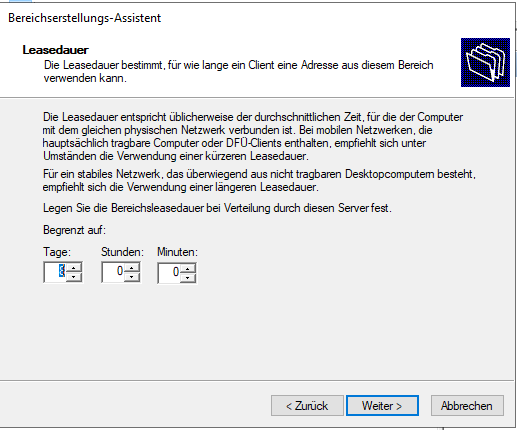 Bereichserstellungs-Assistent
Leasedauer
Die Leasedauer bestimmt, für wie lange ein Client eine Adresse aus diesem Bereich
verwenden kann.
Die Leasedauer entspricht üblicherweise der durchschnittlichen Zeit, für die der Computer
mit dem gleichen physischen Netzwerk verbunden ist. Bei mobilen Netzwerken, die
hauptsächlich tragbare Computer oder DFÜ-Clients enthalten, empfiehlt sich unter
Umständen die Verwendung einer kürzeren Leasedauer.
Für ein stabiles Netzwerk, das überwiegend aus nicht tragbaren Desktopcomputern besteht,
empfiehlt sich die Verwendung einer längeren Leasedauer.
Legen Sie die Bereichsleasedauer bei Verteilung durch diesen Server fest.
Begrenzt auf:
Tage: Stunden: Minuten:
0 0
< Zurück Weiter > Abbrechen